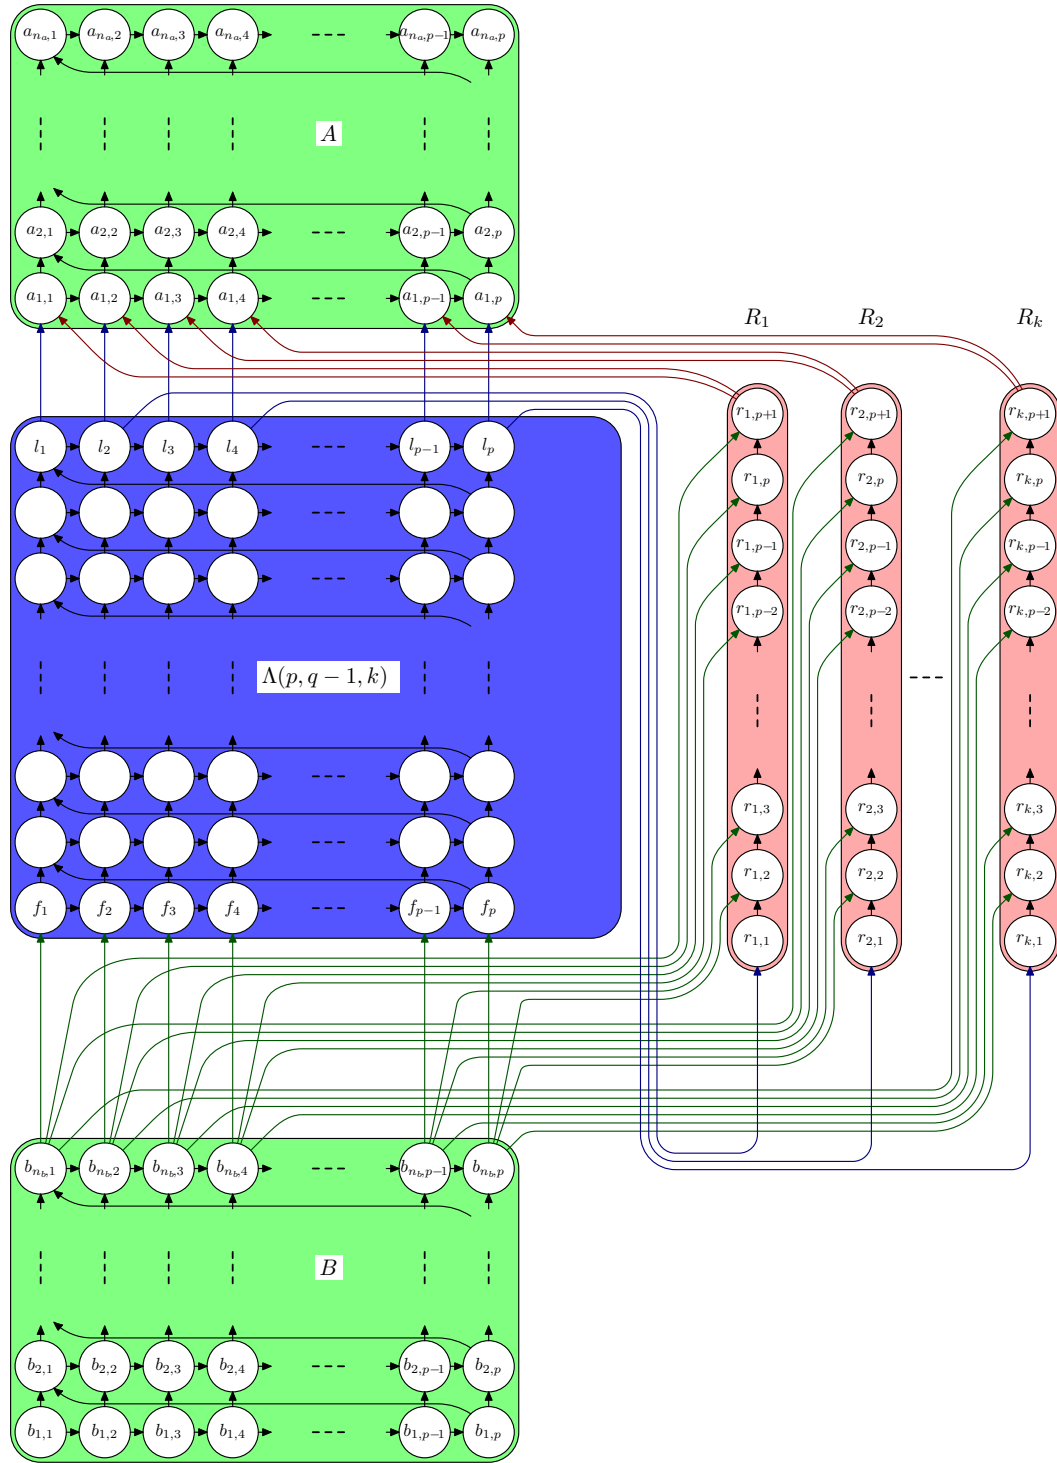 a_{n_a,1} a_{n_a,2} a_{n_a,3} a_{n_a,4} a_{n_a,p−1} a_{n_a,p}
A
a_{2,1} a_{2,2} a_{2,3} a_{2,4} a_{2,p−1} a_{2,p}
a_{1,1} a_{1,2} a_{1,3} a_{1,4} a_{1,p−1} a_{1,p}
R_1 R_2 R_k
r_{1,p+1} r_{2,p+1} r_{k,p+1}
l_1 l_2 l_3 l_4 l_{p−1} l_p
r_{1,p} r_{2,p} r_{k,p}
r_{1,p−1} r_{2,p−1} r_{k,p−1}
r_{1,p−2} r_{2,p−2} r_{k,p−2}
Λ(p, q − 1, k)
r_{1,3} r_{2,3} r_{k,3}
r_{1,2} r_{2,2} r_{k,2}
f_1 f_2 f_3 f_4 f_{p−1} f_p
r_{1,1} r_{2,1} r_{k,1}
b_{n_b,1} b_{n_b,2} b_{n_b,3} b_{n_b,4} b_{n_b,p−1} b_{n_b,p}
B
b_{2,1} b_{2,2} b_{2,3} b_{2,4} b_{2,p−1} b_{2,p}
b_{1,1} b_{1,2} b_{1,3} b_{1,4} b_{1,p−1} b_{1,p}